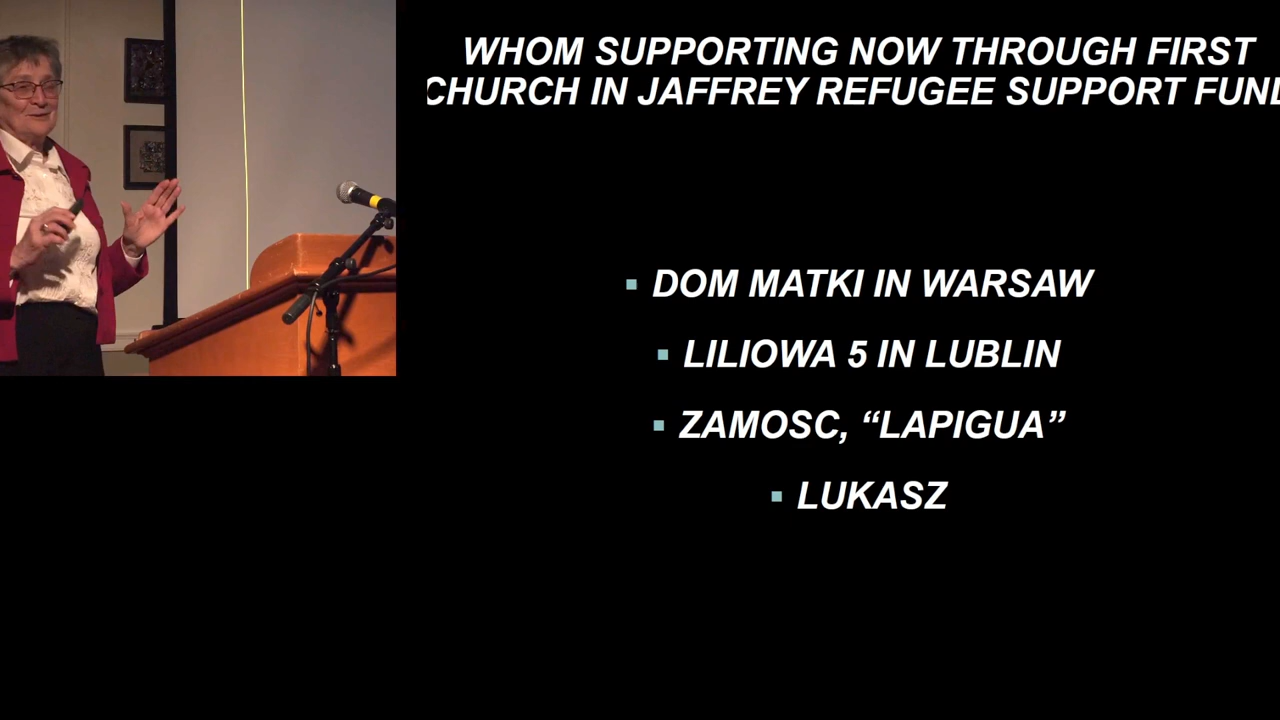 WHOM SUPPORTING NOW THROUGH FIRST
CHURCH IN JAFFREY REFUGEE SUPPORT FUND
▪ DOM MATKI IN WARSAW
▪ LILIOWA 5 IN LUBLIN
▪ ZAMOSC, “LAPIGUA”
▪ LUKASZ